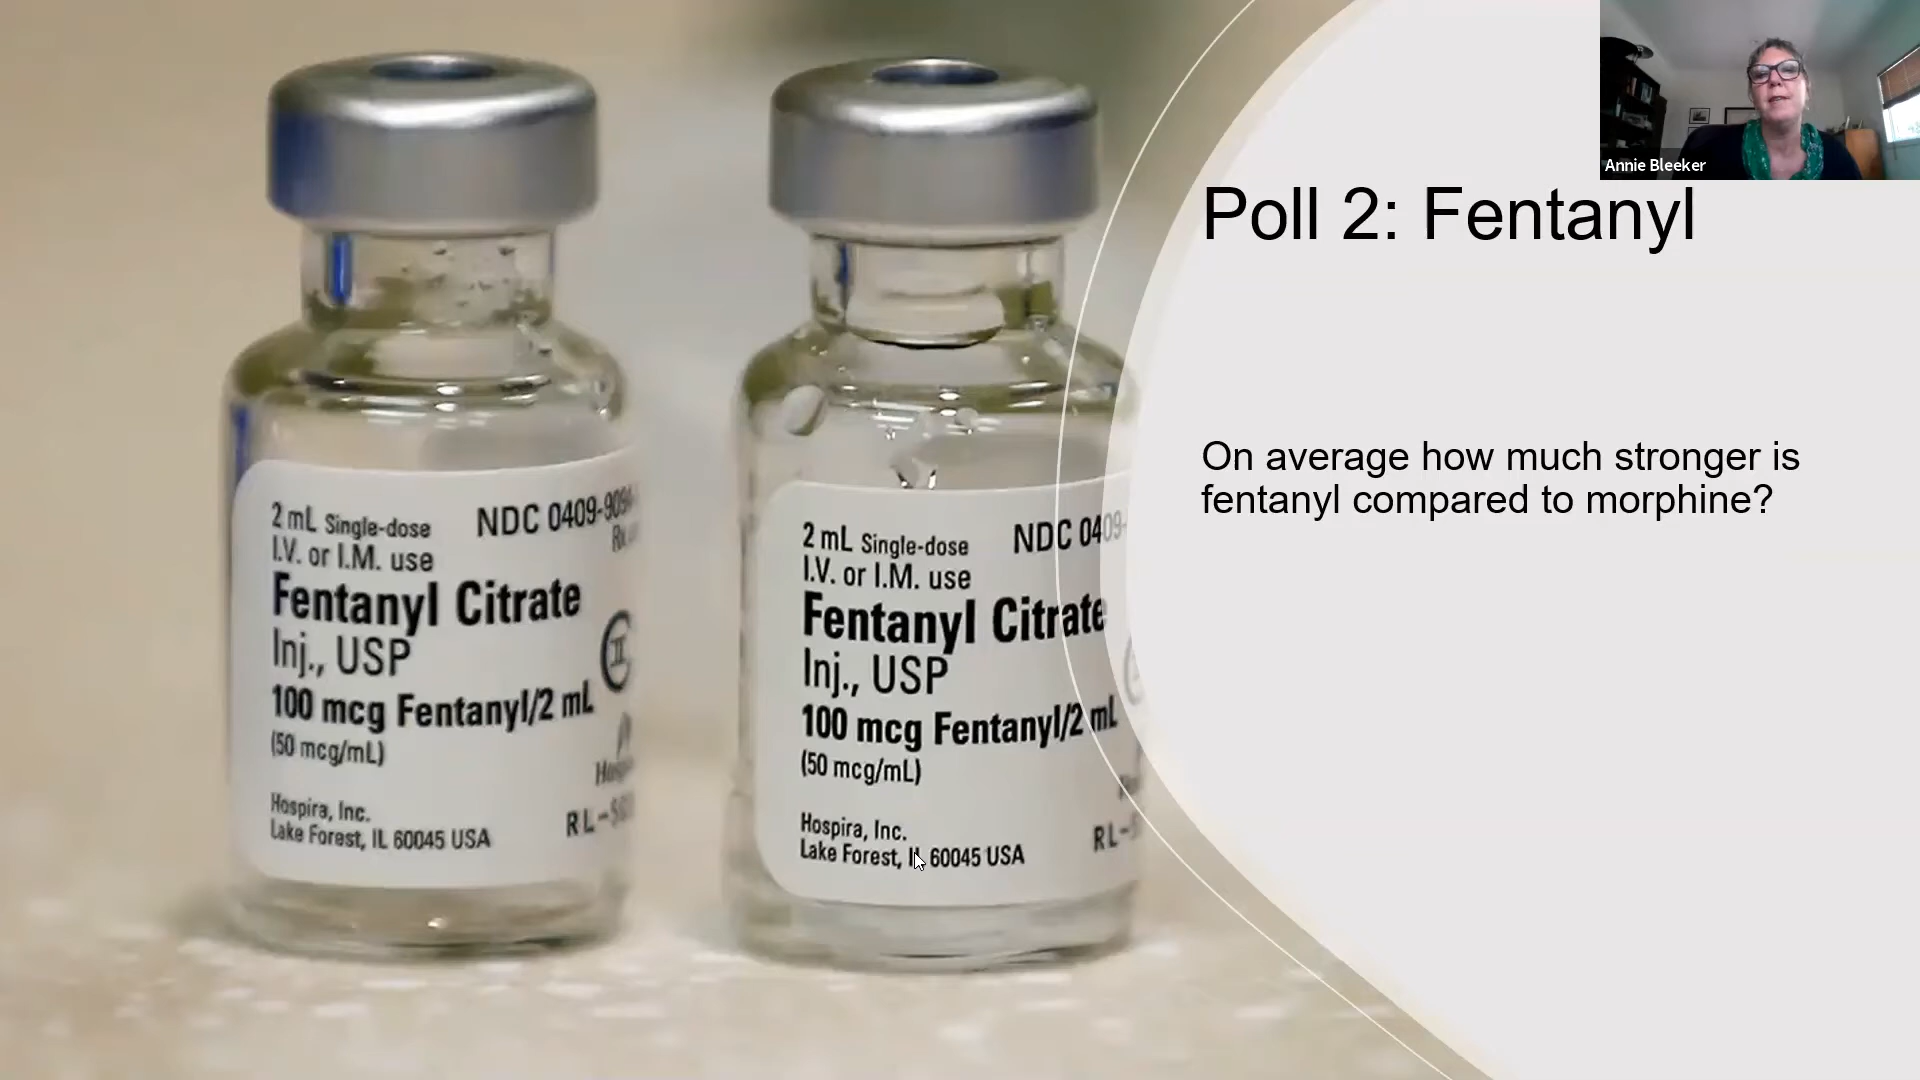 Annie Bleeker
Poll 2: Fentanyl
On average how much stronger is
fentanyl compared to morphine?
2 mL Single-dose
I.V. or I.M. use
NDC
Fentanyl Citrate
Inj., USP
100 mcg Fentanyl/2 mL
(50 mcg/mL)
Hospira, Inc.
Lake Forest, IL 60045 USA
2 mL Single-dose
I.V. or I.M. use
NDC
Fentanyl Citrate
Inj., USP
100 mcg Fentanyl/2 mL
(50 mcg/mL)
Hospira, Inc.
Lake Forest, IL 60045 USA